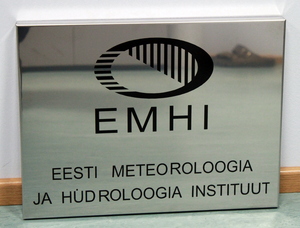 EMHI
EESTI METEOROLOOGIA
JA HÜDROLOOGIA INSTITUUT